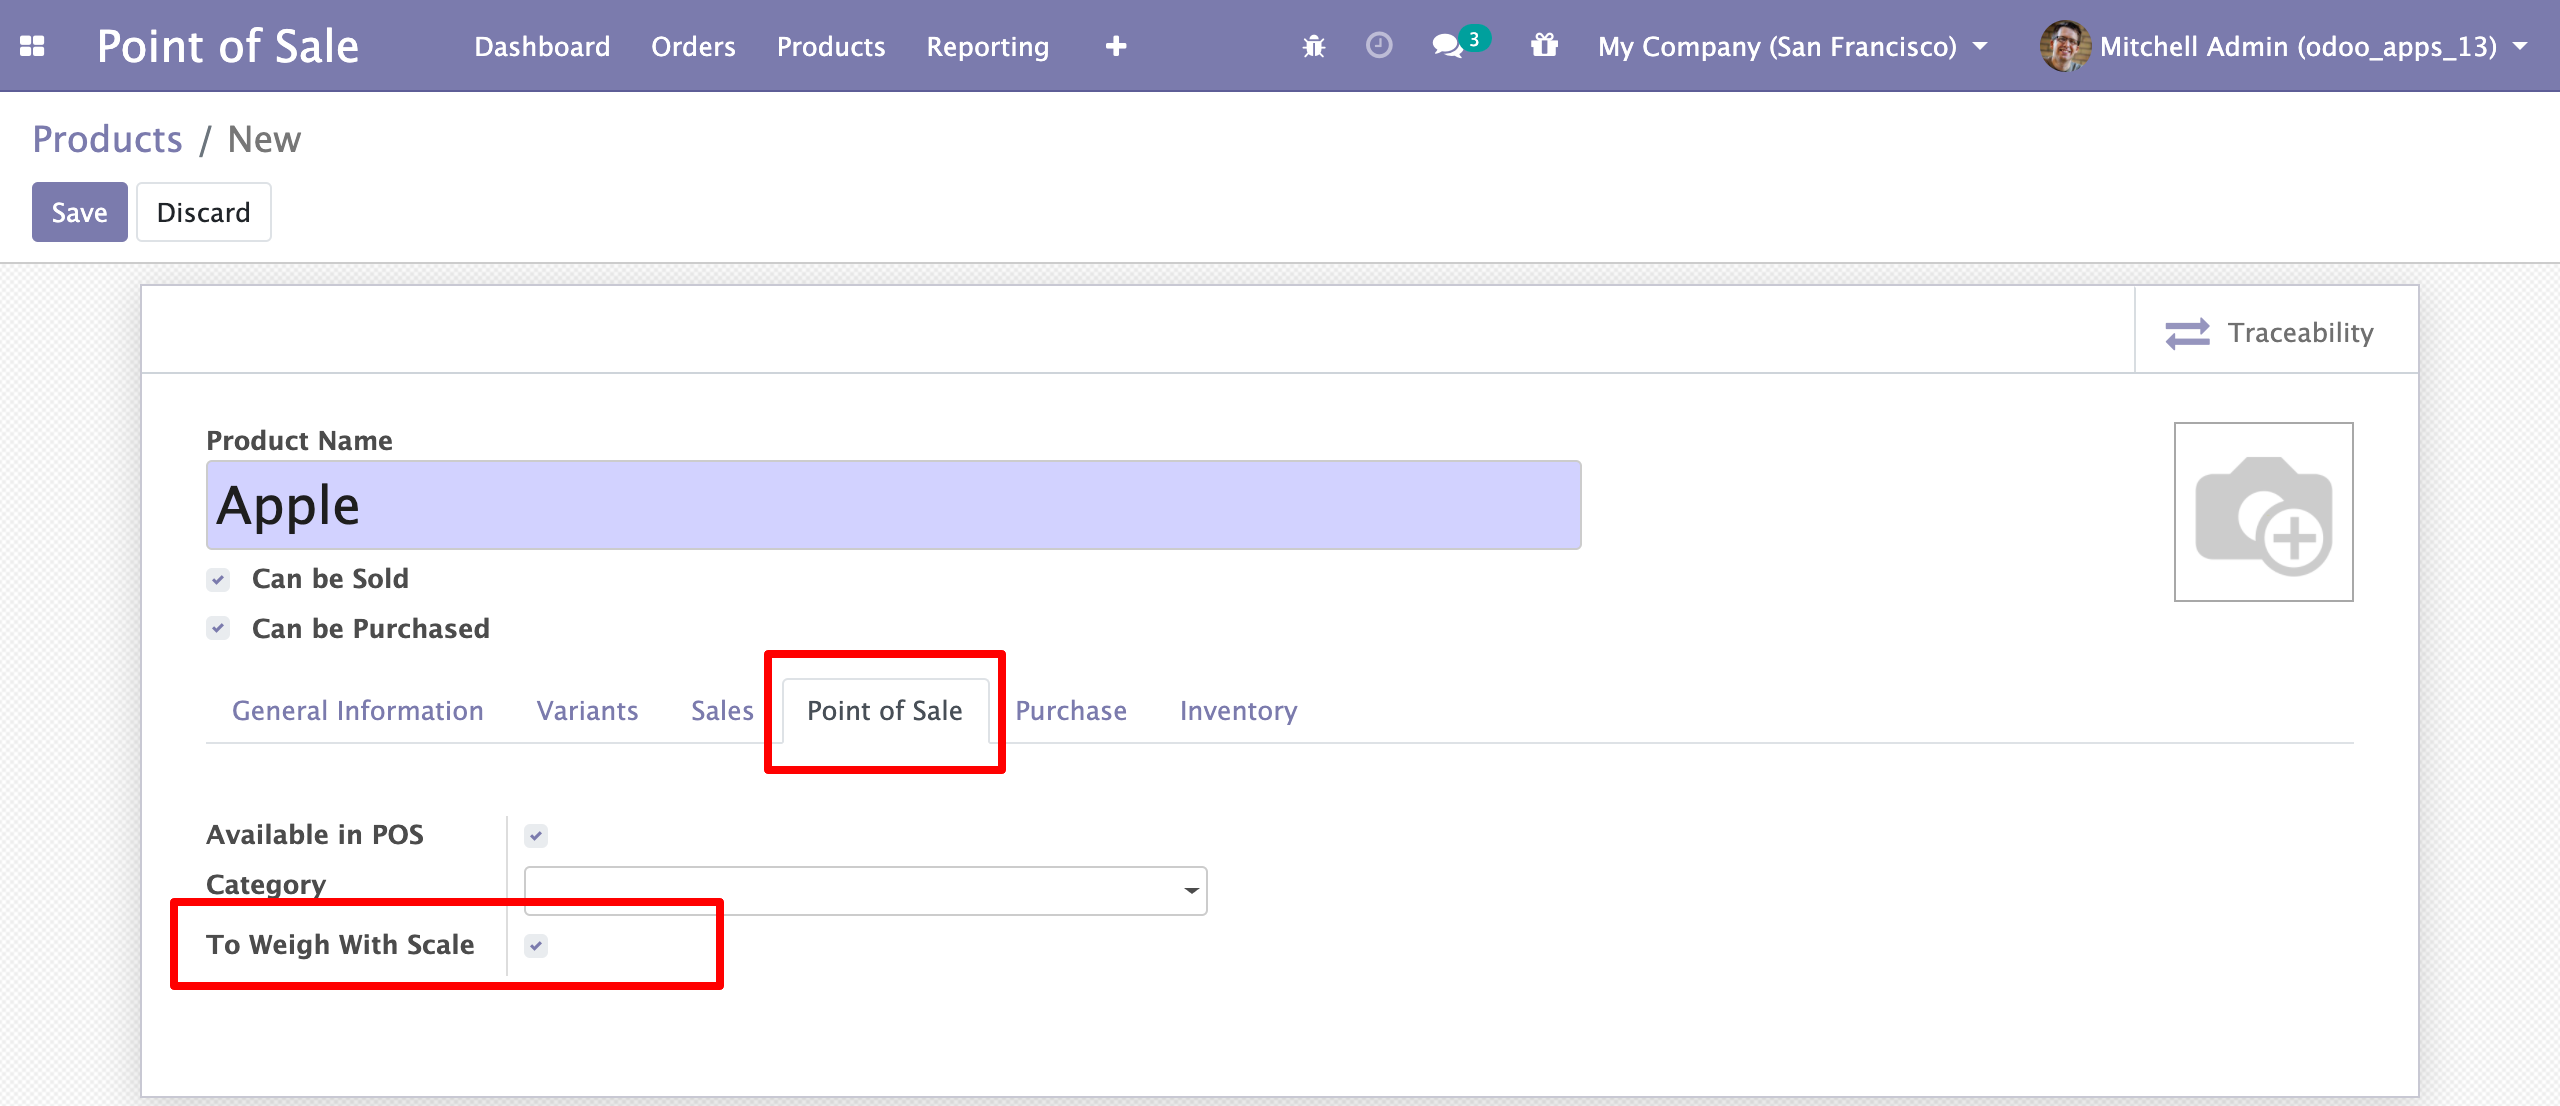 Point of Sale Dashboard Orders Products Reporting 3 My Company (San Francisco) Mitchell Admin (odoo_apps_13)
Products / New
Save Discard
Traceability
Product Name
Apple
Can be Sold
Can be Purchased
General Information Variants Sales Point of Sale Purchase Inventory
Available in POS
Category
To Weigh With Scale